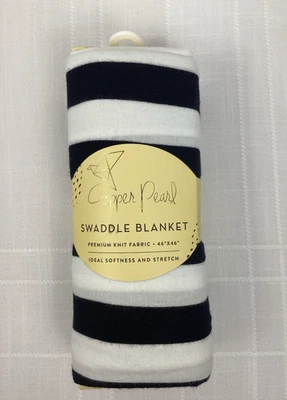 Copper Pearl
SWADDLE BLANKET
PREMIUM KNIT FABRIC • 46"X46"
IDEAL SOFTNESS AND STRETCH